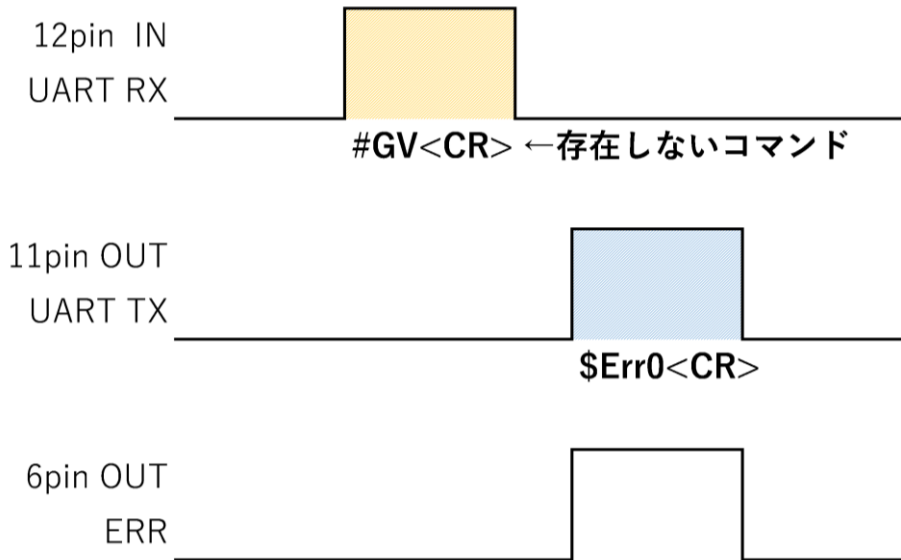 12pin IN
UART RX
#GV<CR> ←存在しないコマンド
11pin OUT
UART TX
$Err0<CR>
6pin OUT
ERR